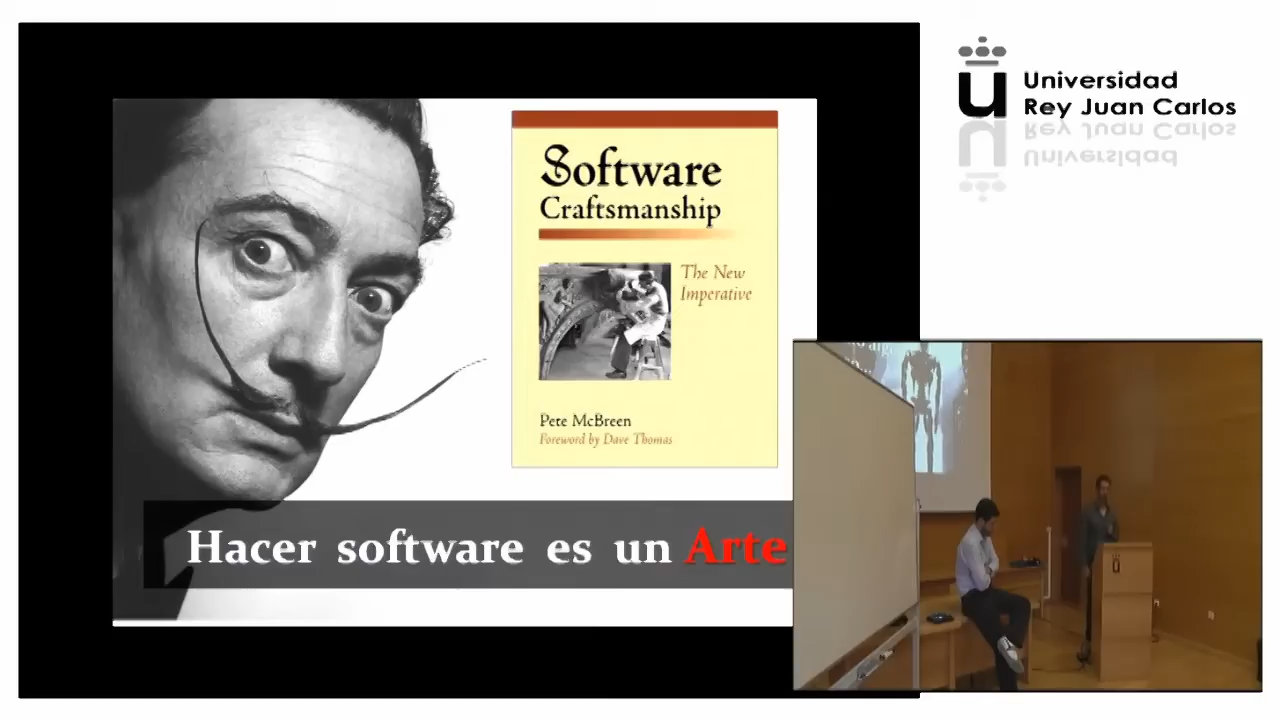 Software
Craftsmanship
The New
Imperative
Pete McBreen
Foreword by Dave Thomas
Hacer software es un Arte
Universidad
Rey Juan Carlos